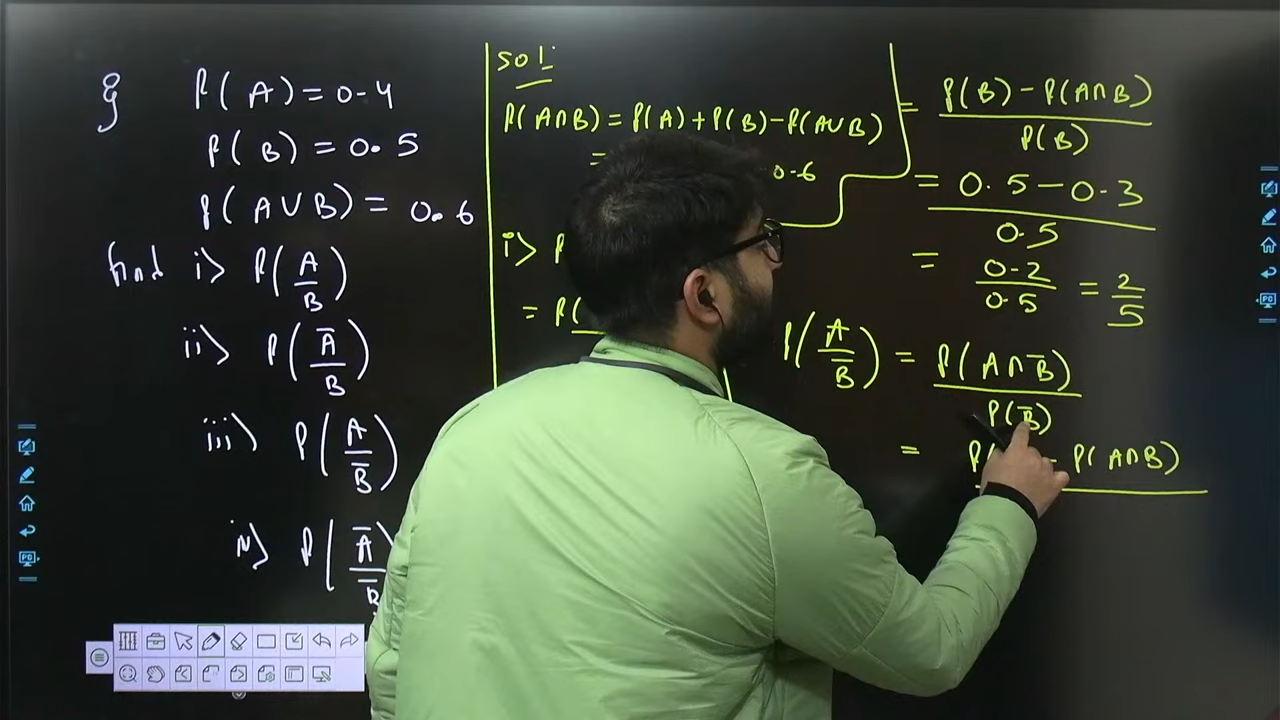 if P(A) = 0.4
P(B) = 0.5
P(A∪B) = 0.6
find i> P(A/B)
ii> P(Ā/B)
iii> P(A/B̄)
iv> P(Ā/B̄)
sol:
P(A∩B) = P(A) + P(B) - P(A∪B)
= 0.6
i> P
= P(
= P(B) - P(A∩B) / P(B)
= 0.5 - 0.3 / 0.5
= 0.2 / 0.5 = 2/5
P(A/B̄) = P(A∩B̄) / P(B̄)
= P( - P(A∩B)